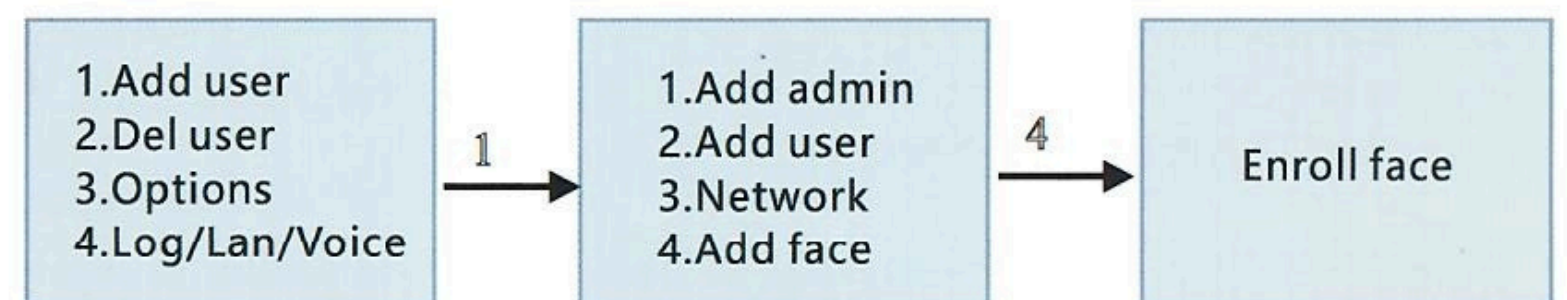 1.Add user
2.Del user
3.Options
4.Log/Lan/Voice
1
1.Add admin
2.Add user
3.Network
4.Add face
4
Enroll face